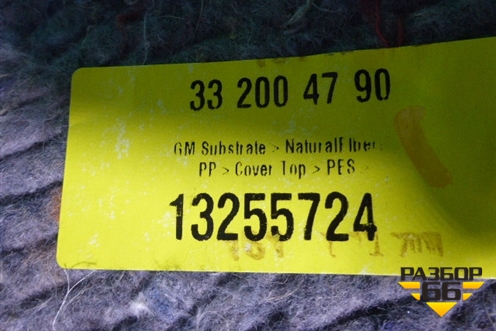 33 200 47 90
GM Substrate > NaturalFiber
PP > Cover Top > PES
13255724
РАЗБОР
66